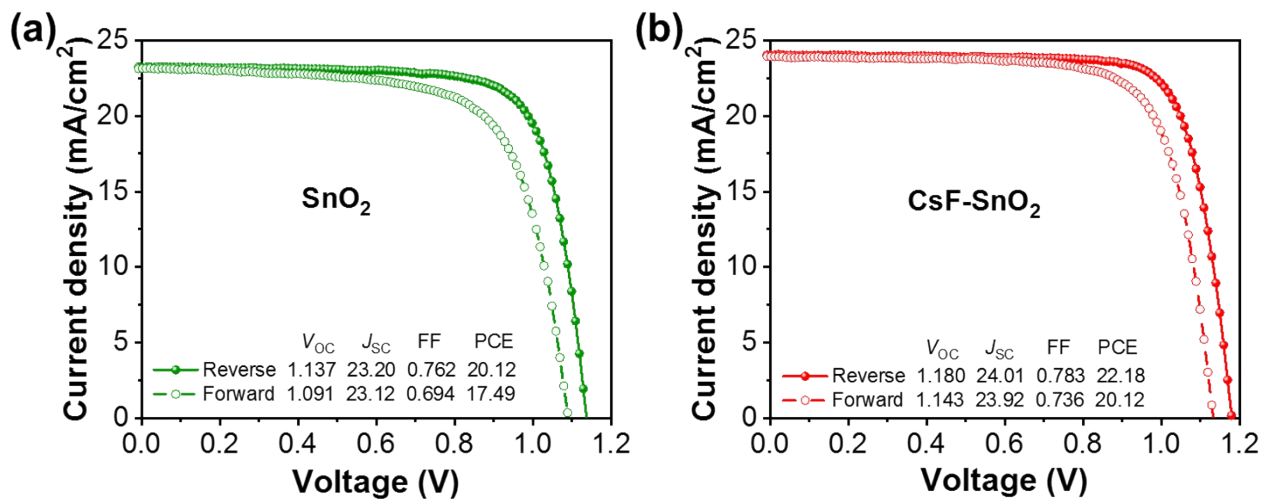 (a)
Current density (mA/cm²)
25
20
15
10
5
0
SnO₂
V_OC J_SC FF PCE
Reverse 1.137 23.20 0.762 20.12
Forward 1.091 23.12 0.694 17.49
0.0 0.2 0.4 0.6 0.8 1.0 1.2
Voltage (V)
(b)
Current density (mA/cm²)
25
20
15
10
5
0
CsF-SnO₂
V_OC J_SC FF PCE
Reverse 1.180 24.01 0.783 22.18
Forward 1.143 23.92 0.736 20.12
0.0 0.2 0.4 0.6 0.8 1.0 1.2
Voltage (V)